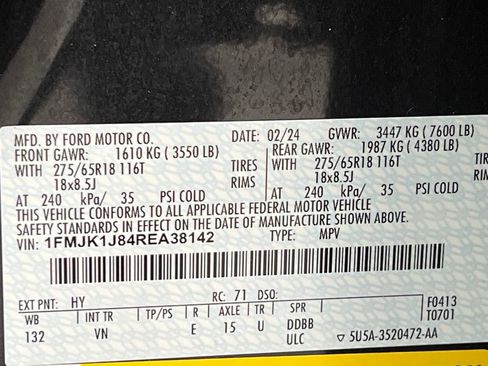 MFD. BY FORD MOTOR CO. DATE: 02/24 GVWR: 3447 KG (7600 LB)
FRONT GAWR: 1610 KG (3550 LB) REAR GAWR: 1987 KG (4380 LB)
WITH 275/65R18 116T TIRES WITH 275/65R18 116T
18x8.5J RIMS 18x8.5J
AT 240 kPa/ 35 PSI COLD AT 240 kPa/ 35 PSI COLD
THIS VEHICLE CONFORMS TO ALL APPLICABLE FEDERAL MOTOR VEHICLE
SAFETY STANDARDS IN EFFECT ON THE DATE OF MANUFACTURE SHOWN ABOVE.
VIN: 1FMJK1J84REA38142 TYPE: MPV
EXT PNT: HY RC: 71 DSO: F0413
WB INT TR TP/PS R AXLE TR SPR T0701
132 VN E 15 U DDBB
ULC ▽ 5U5A-3520472-AA